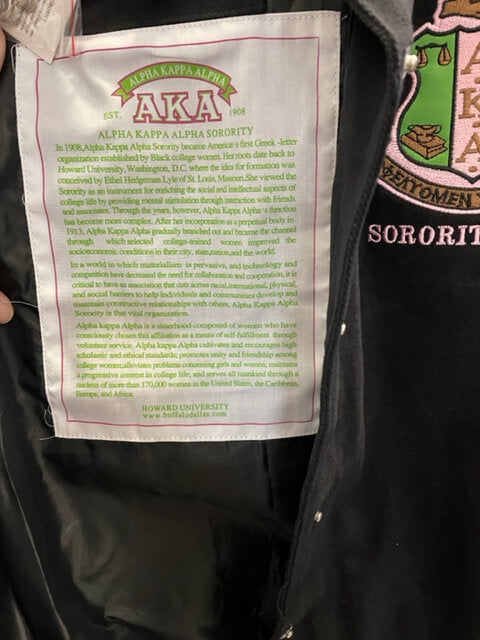 ALPHA KAPPA ALPHA
EST. AKA 1908
ALPHA KAPPA ALPHA SORORITY
In 1908,Alpha Kappa Alpha Sorority became America's first Greek -letter
organization established by Black college women. Her roots date back to
Howard University,Washington, D.C. where the idea for formation was
conceived by Ethel Hodgeman Lyle of St. Louis, Missouri.She viewed the
Sorority as an instrument for enriching the social and intellectual aspects of
college life by providing mental stimulation through interaction with friends
and associates. Through the years, however, Alpha Kappa Alpha 's function
has become more complex. After her incorporation as a perpetual body in
1913, Alpha Kappa Alpha gradually branched out and became the channel
through which selected college-trained women improved the
socioeconomic conditions in their city, state,nation,and the world.
In a world in which materialism is pervasive, and technology and
competition have decreased the need for collaboration and cooperation, it is
critical to have an association that cuts across racial,international, physical,
and social barriers to help individuals and communities develop and
maintain constructive relationships with others, Alpha Kappa Alpha
Sorority is that vital organization.
Alpha kappa Alpha is a sisterhood composed of women who have
consciously chosen this affiliation as a means of self-fulfillment through
volunteer service. Alpha kappa Alpha cultivates and encourages high
scholastic and ethical standards; promotes unity and friendship among
college women;alleviates problems concerning girls and women; maintains
a progressive interest in college life; and serves all mankind through a
nucleus of more than 170,000 women in the United States, the Caribbean,
Europe, and Africa.
HOWARD UNIVERSITY
www.buffalodallas.com
A
K
A
SORORIT